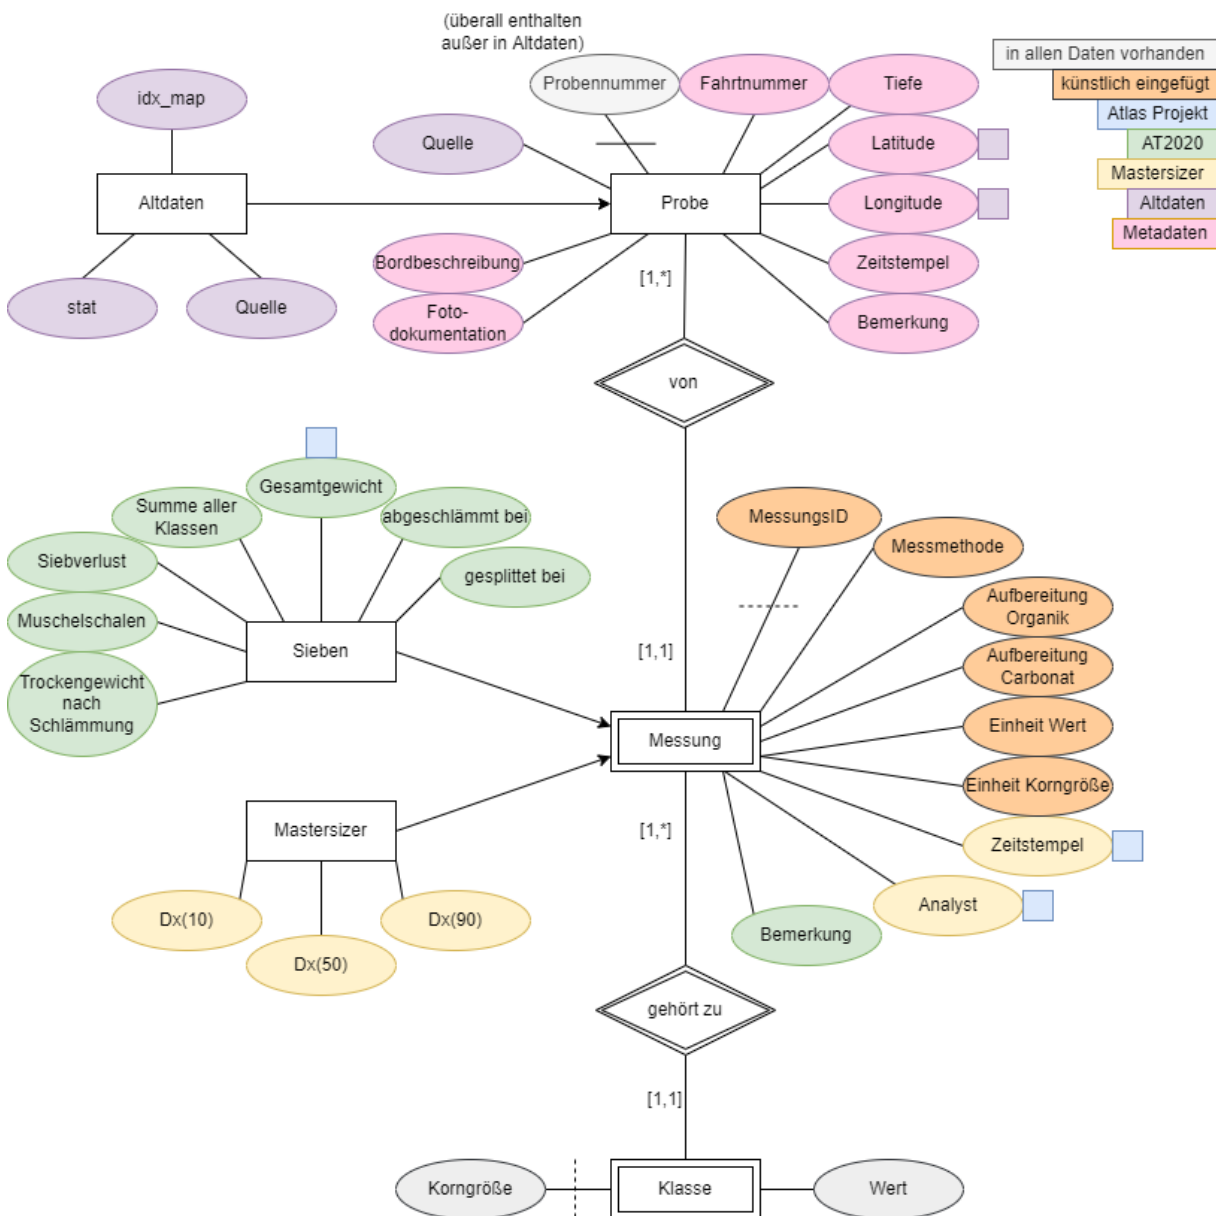 (überall enthalten
außer in Altdaten)
in allen Daten vorhanden
künstlich eingefügt
Atlas Projekt
AT2020
Mastersizer
Altdaten
Metadaten
idx_map
Probennummer
Fahrtnummer
Tiefe
Quelle
Latitude
Altdaten
Probe
Longitude
Bordbeschreibung
Zeitstempel
[1,*]
stat
Quelle
Foto-
dokumentation
Bemerkung
von
Gesamtgewicht
Summe aller
Klassen
abgeschlämmt bei
MessungsID
Messmethode
Siebverlust
gesplittet bei
Muschelschalen
Aufbereitung
Organik
Sieben
[1,1]
Aufbereitung
Carbonat
Trockengewicht
nach
Schlämmung
Messung
Einheit Wert
Einheit Korngröße
Mastersizer
[1,*]
Zeitstempel
Dx(10)
Dx(90)
Analyst
Dx(50)
Bemerkung
gehört zu
[1,1]
Korngröße
Klasse
Wert